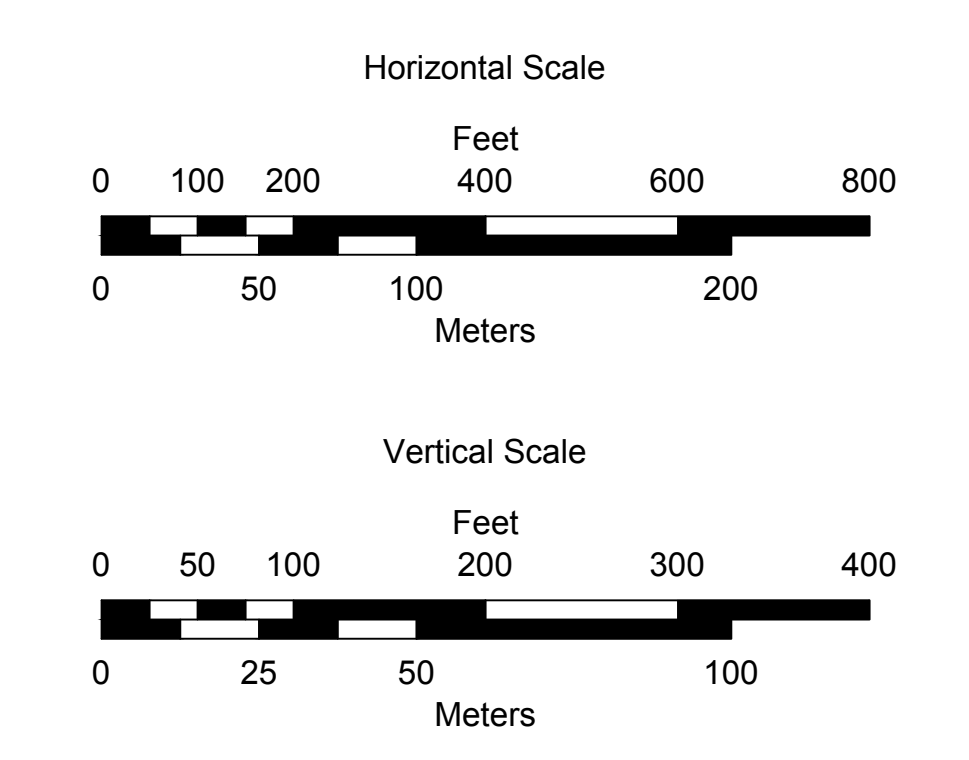 Horizontal Scale
Feet
0 100 200 400 600 800
0 50 100 200
Meters
Vertical Scale
Feet
0 50 100 200 300 400
0 25 50 100
Meters